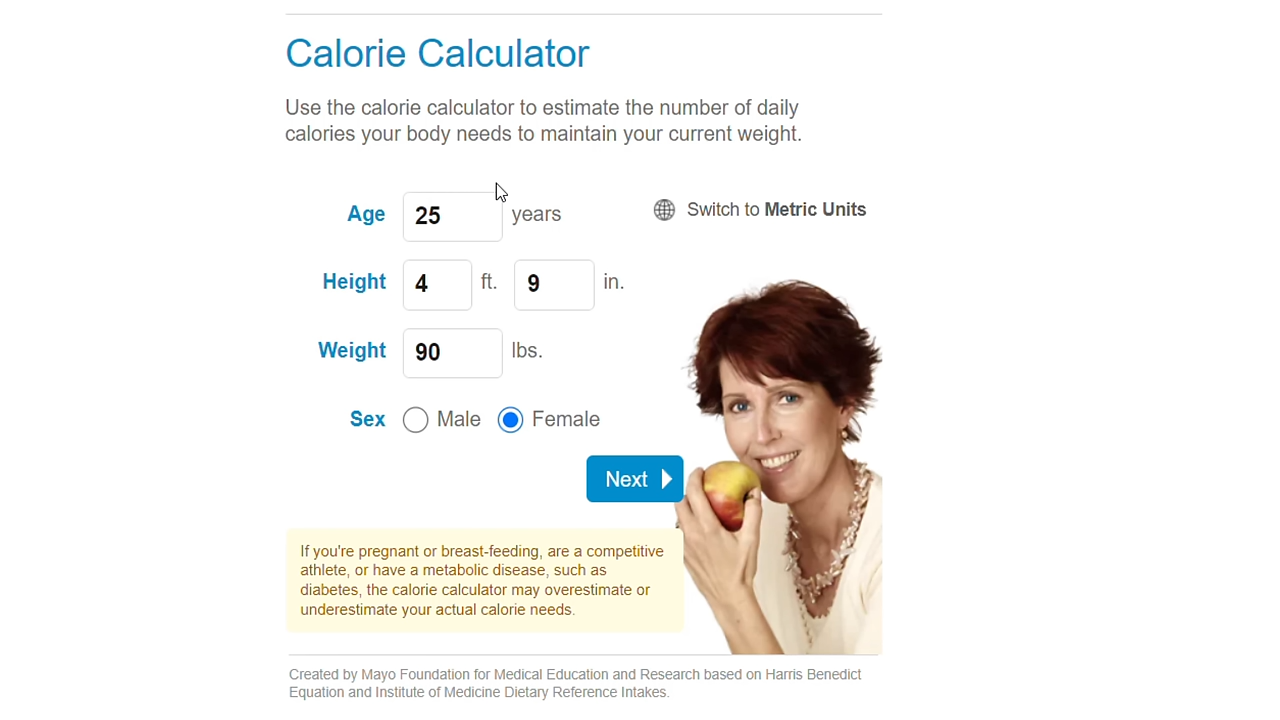 Calorie Calculator
Use the calorie calculator to estimate the number of daily
calories your body needs to maintain your current weight.
Age 25 years
Switch to Metric Units
Height 4 ft. 9 in.
Weight 90 lbs.
Sex Male Female
Next
If you're pregnant or breast-feeding, are a competitive
athlete, or have a metabolic disease, such as
diabetes, the calorie calculator may overestimate or
underestimate your actual calorie needs.
Created by Mayo Foundation for Medical Education and Research based on Harris Benedict
Equation and Institute of Medicine Dietary Reference Intakes.